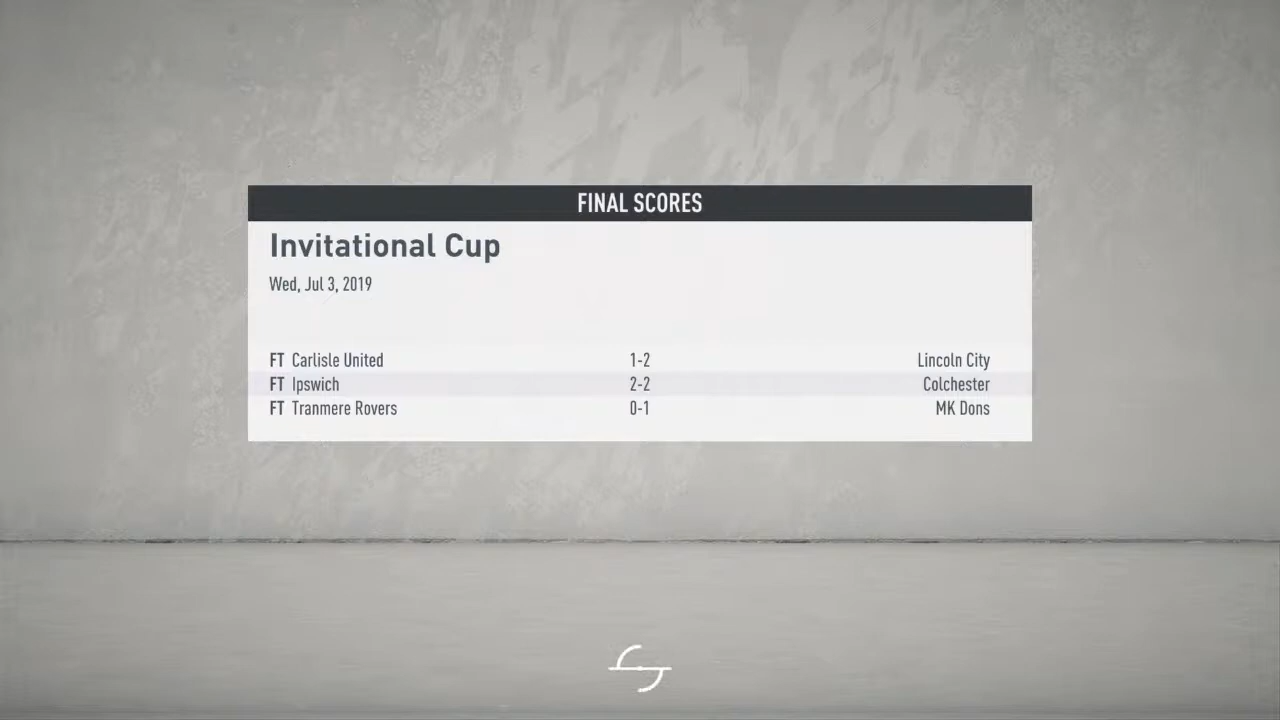 FINAL SCORES
Invitational Cup
Wed, Jul 3, 2019
FT Carlisle United 1-2 Lincoln City
FT Ipswich 2-2 Colchester
FT Tranmere Rovers 0-1 MK Dons